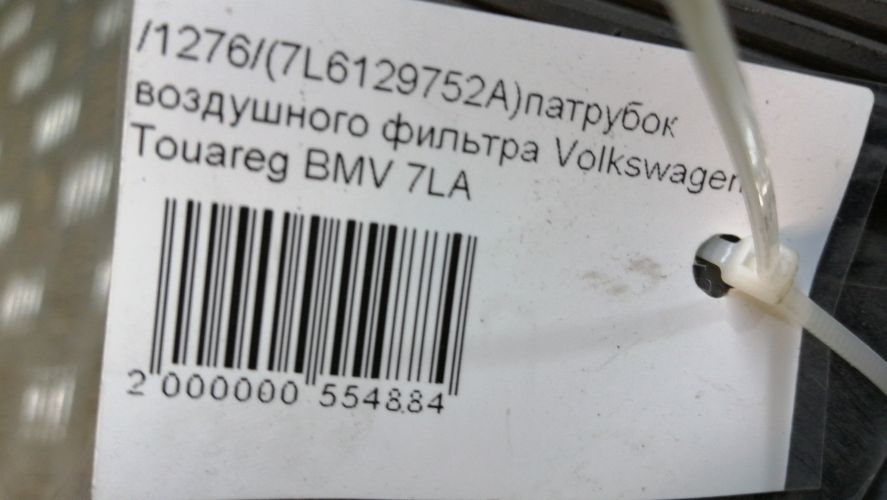 /1276/(7L6129752A)патрубок
воздушного фильтра Volkswagen
Touareg BMV 7LA
2 000000 554884